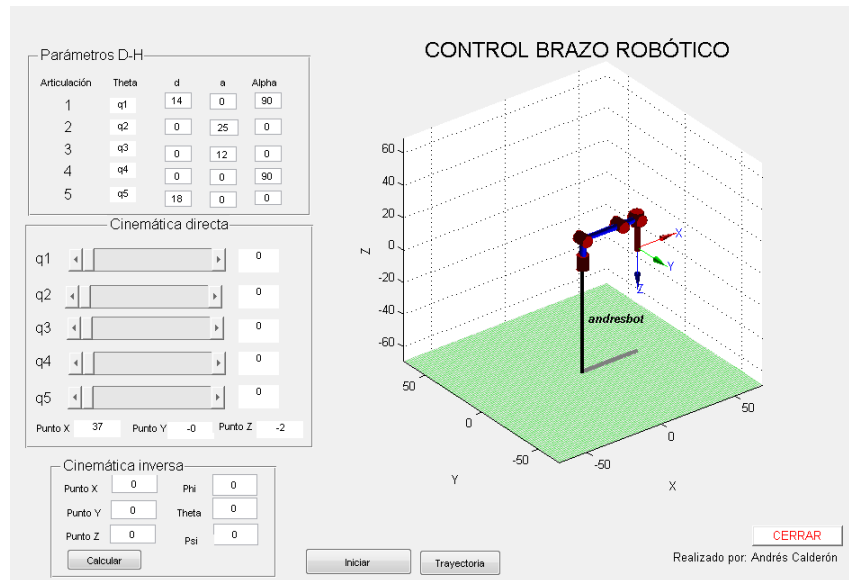 CONTROL BRAZO ROBÓTICO
Parámetros D-H
Articulación Theta d a Alpha
1 q1 14 0 90
2 q2 0 25 0
3 q3 0 12 0
4 q4 0 0 90
5 q5 18 0 0
Cinemática directa
q1 0
q2 0
q3 0
q4 0
q5 0
Punto X 37 Punto Y -0 Punto Z -2
Cinemática inversa
Punto X 0 Phi 0
Punto Y 0 Theta 0
Punto Z 0 Psi 0
Calcular
Iniciar
Trayectoria
60
40
20
0
-20
-40
-60
Z
X
Y
Z
andresbot
50
0
-50
Y
-50
0
50
X
CERRAR
Realizado por: Andrés Calderón